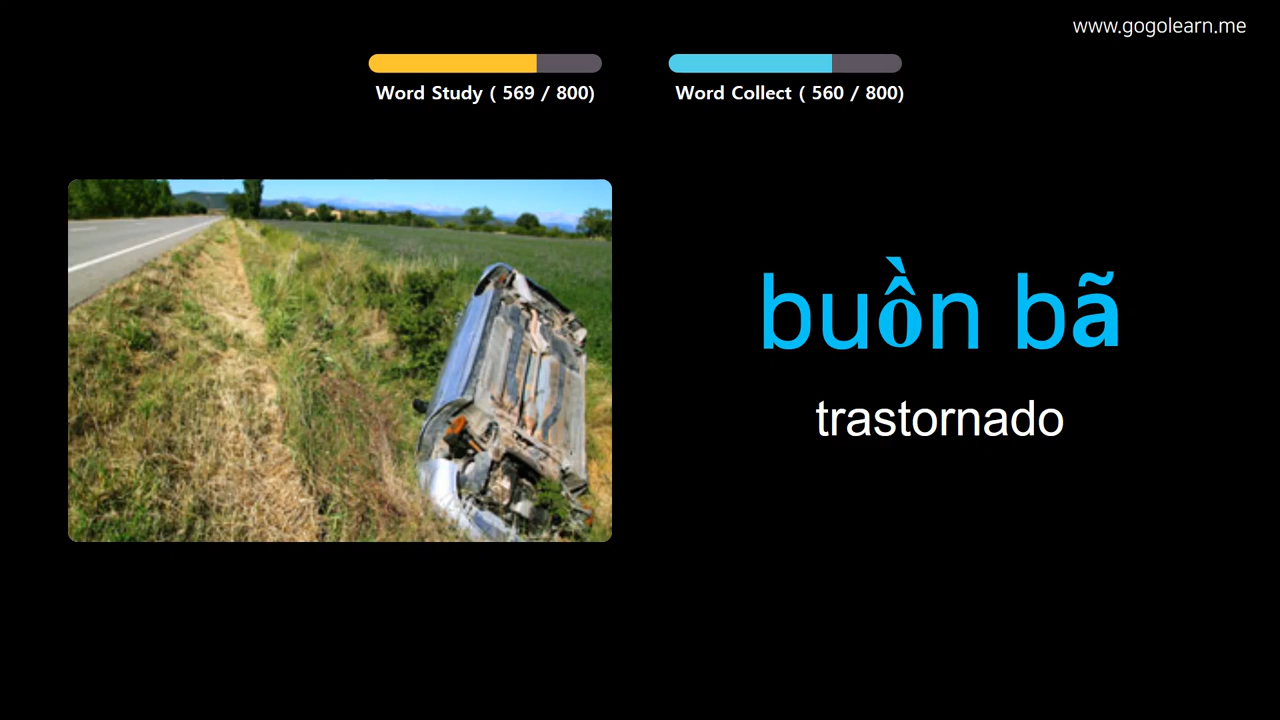 www.gogolearn.me
Word Study ( 569 / 800)
Word Collect ( 560 / 800)
buồn bã
trastornado